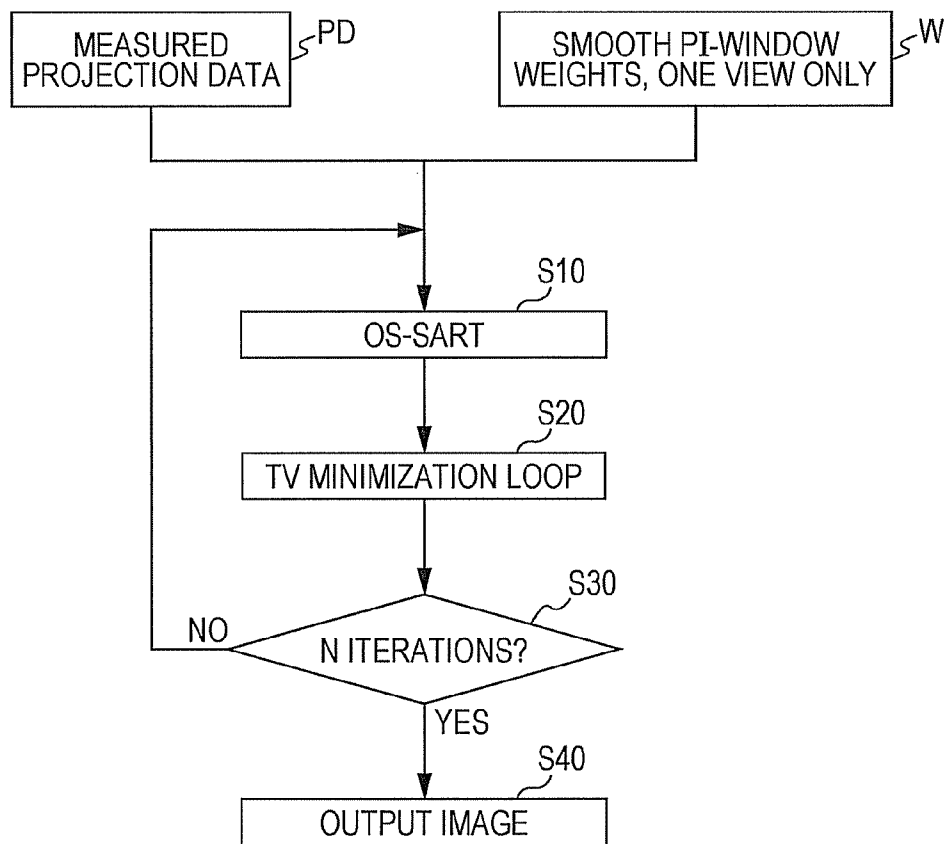 MEASURED
PROJECTION DATA
PD
SMOOTH PI-WINDOW
WEIGHTS, ONE VIEW ONLY
W
S10
OS-SART
S20
TV MINIMIZATION LOOP
S30
NO
N ITERATIONS?
YES
S40
OUTPUT IMAGE